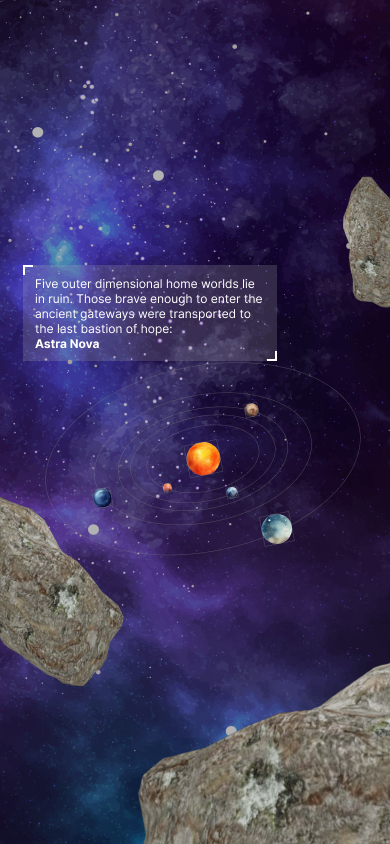 Five outer dimensional home worlds lie
in ruin. Those brave enough to enter the
ancient gateways were transported to
the last bastion of hope:
Astra Nova